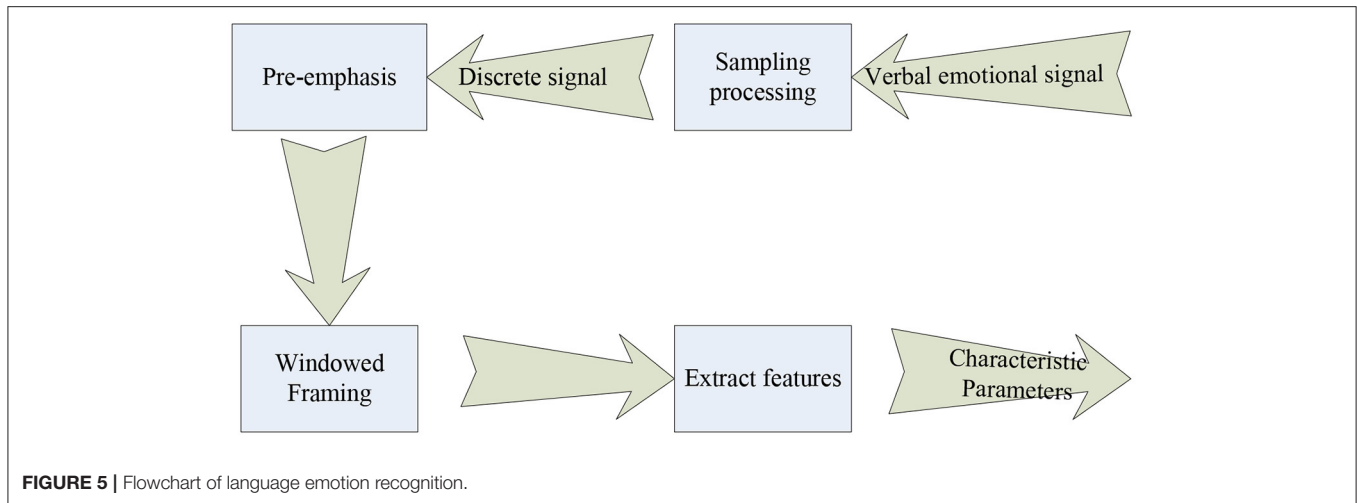 Pre-emphasis
Discrete signal
Sampling
processing
Verbal emotional signal
Windowed
Framing
Extract features
Characteristic
Parameters
FIGURE 5 | Flowchart of language emotion recognition.